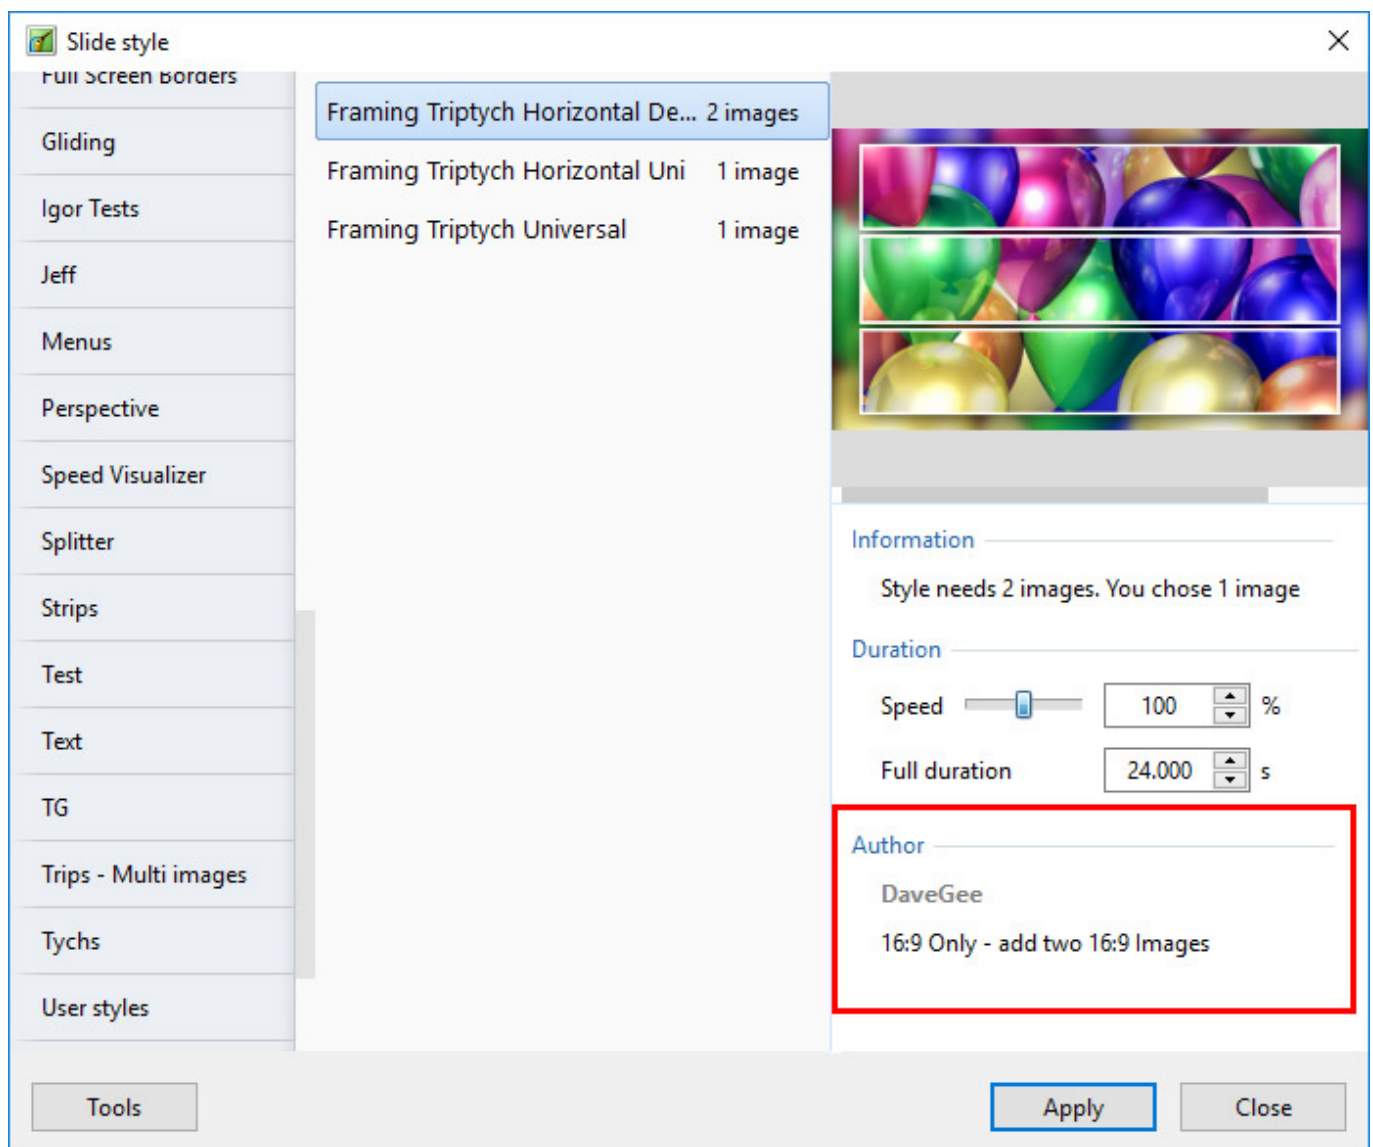 Slide style
Full Screen Borders
Gliding
Igor Tests
Jeff
Menus
Perspective
Speed Visualizer
Splitter
Strips
Test
Text
TG
Trips - Multi images
Tychs
User styles
Framing Triptych Horizontal De... 2 images
Framing Triptych Horizontal Uni 1 image
Framing Triptych Universal 1 image
Information
Style needs 2 images. You chose 1 image
Duration
Speed 100 %
Full duration 24.000 s
Author
DaveGee
16:9 Only - add two 16:9 Images
Tools
Apply
Close